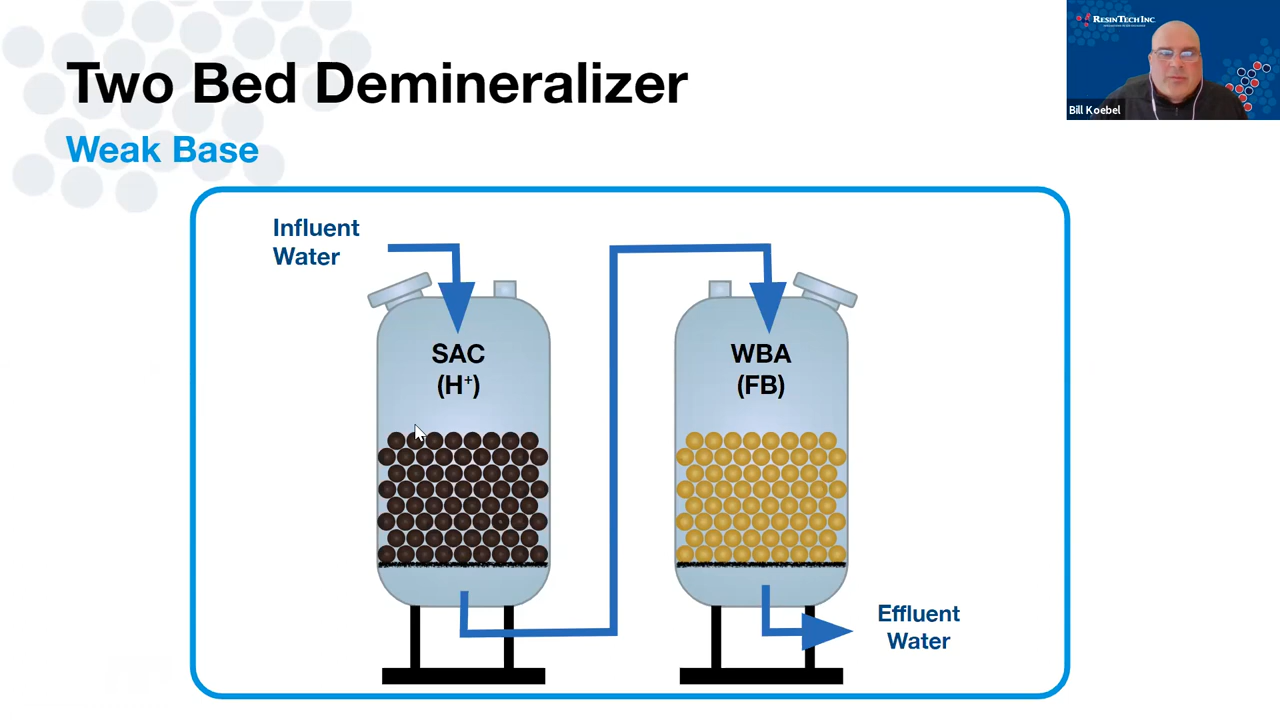 Two Bed Demineralizer
Weak Base
RESINTECH INC
Bill Koebel
Influent
Water
SAC
(H⁺)
WBA
(FB)
Effluent
Water